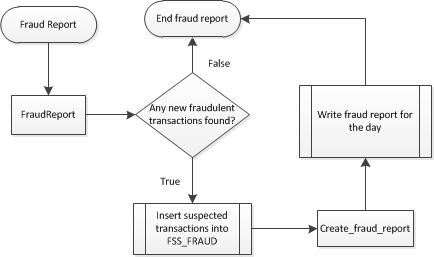 Fraud Report
End fraud report
False
FraudReport
Any new fraudulent
transactions found?
Write fraud report for
the day
True
Insert suspected
transactions into
FSS_FRAUD
Create_fraud_report